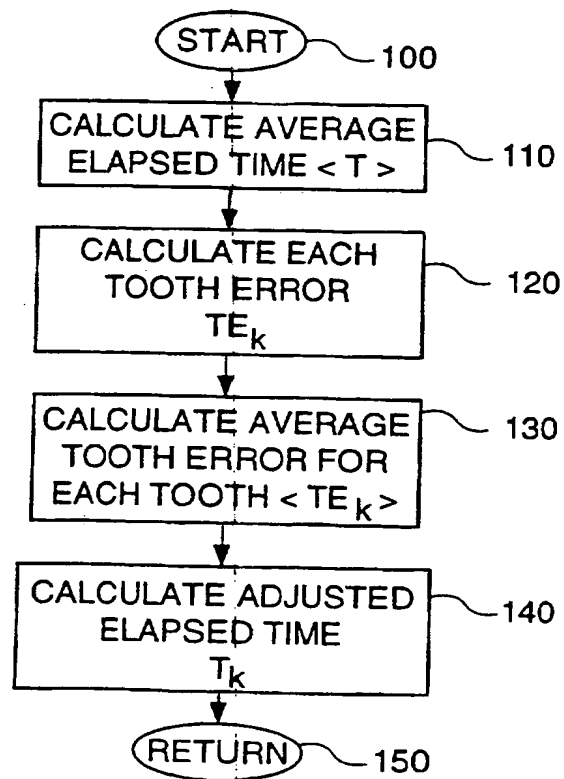 START
100
CALCULATE AVERAGE
ELAPSED TIME < T >
110
CALCULATE EACH
TOOTH ERROR
TEk
120
CALCULATE AVERAGE
TOOTH ERROR FOR
EACH TOOTH < TEk >
130
CALCULATE ADJUSTED
ELAPSED TIME
Tk
140
RETURN
150